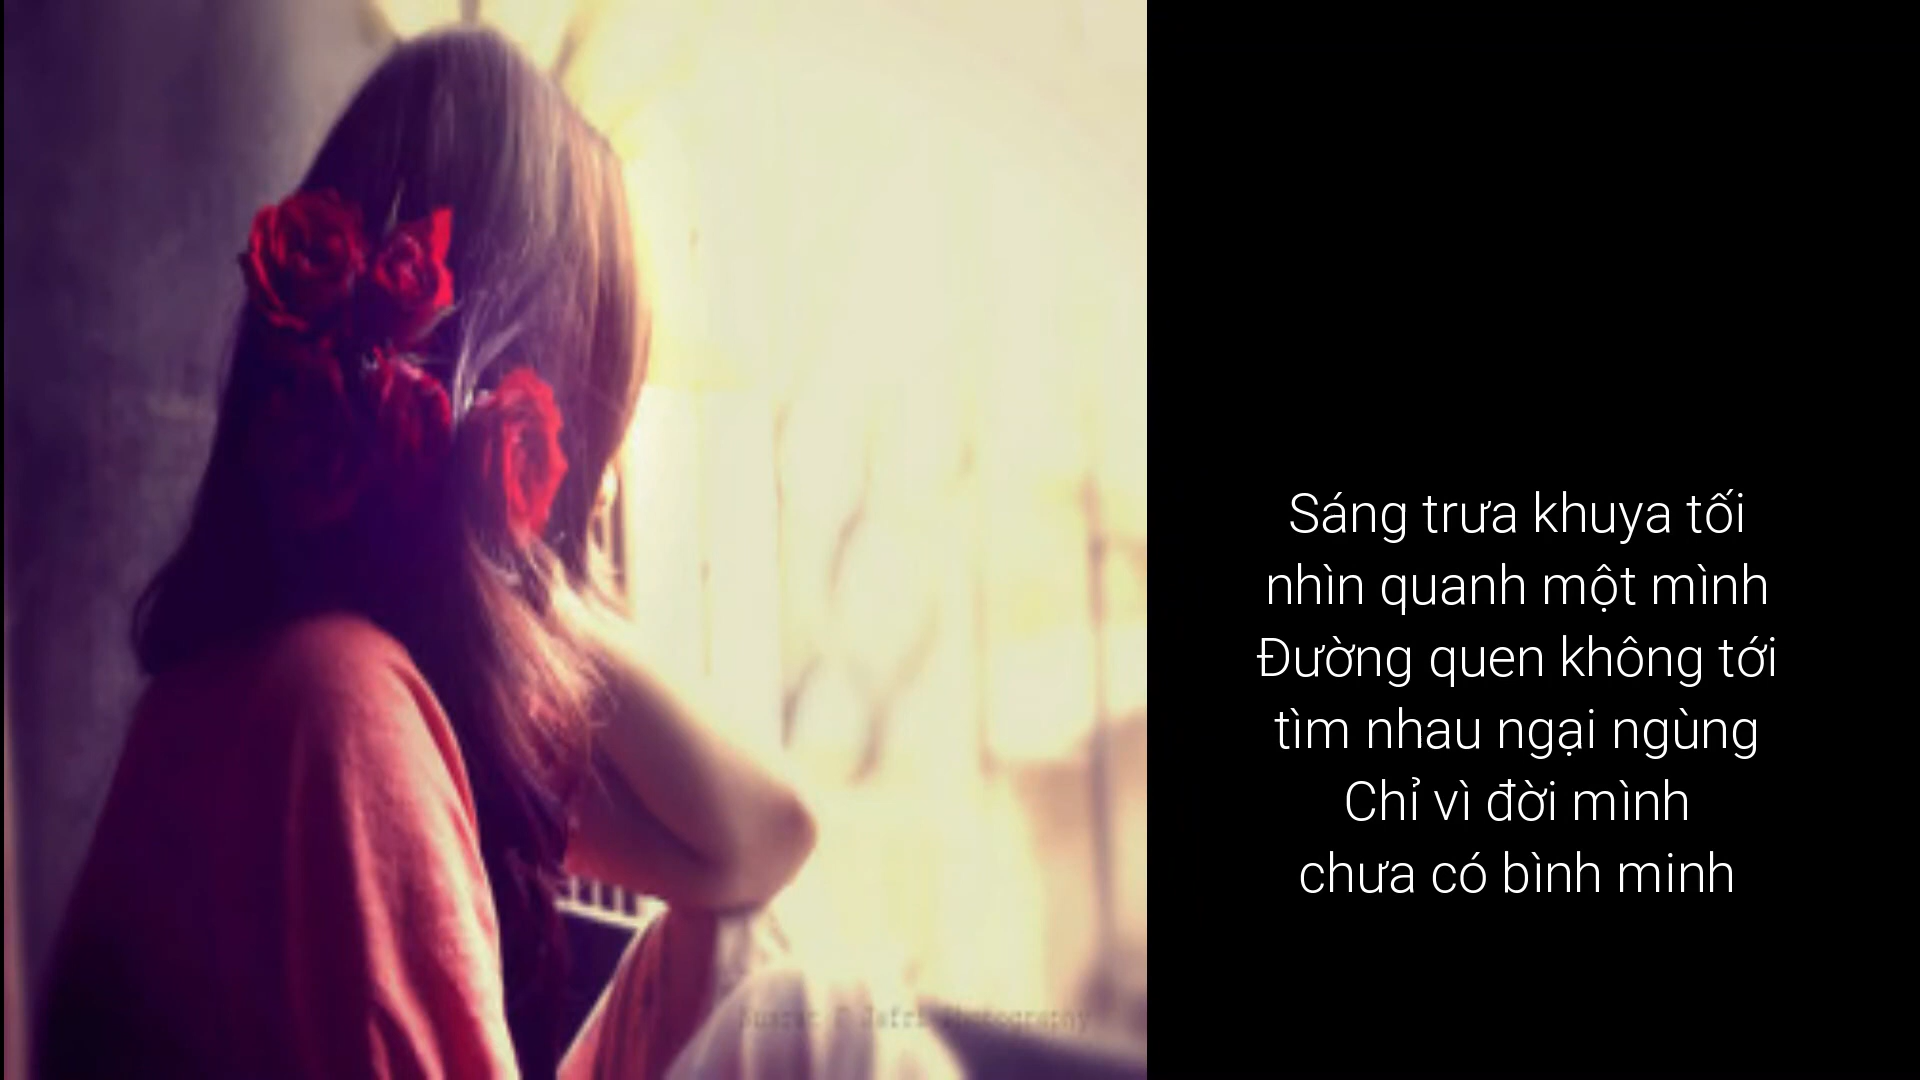 Sáng trưa khuya tối
nhìn quanh một mình
Đường quen không tới
tìm nhau ngại ngùng
Chỉ vì đời mình
chưa có bình minh
Photography